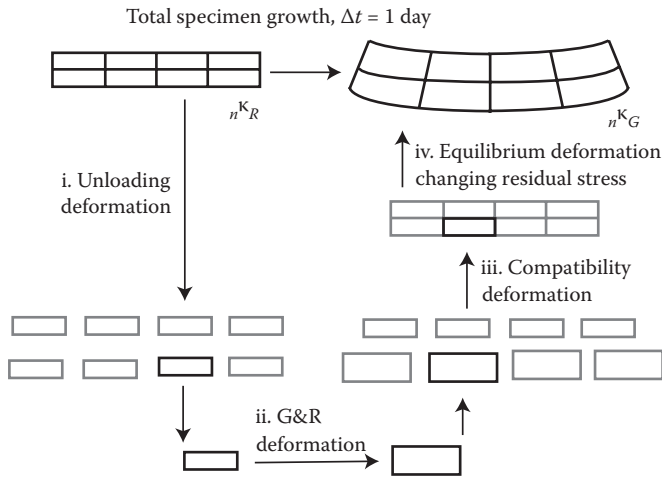 Total specimen growth, Δt = 1 day
nκR
nκG
i. Unloading
deformation
iv. Equilibrium deformation
changing residual stress
iii. Compatibility
deformation
ii. G&R
deformation